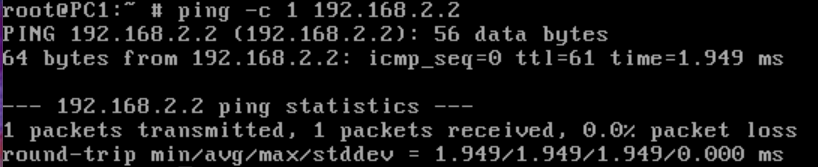 root@PC1:~ # ping -c 1 192.168.2.2
PING 192.168.2.2 (192.168.2.2): 56 data bytes
64 bytes from 192.168.2.2: icmp_seq=0 ttl=61 time=1.949 ms

--- 192.168.2.2 ping statistics ---
1 packets transmitted, 1 packets received, 0.0% packet loss
round-trip min/avg/max/stddev = 1.949/1.949/1.949/0.000 ms